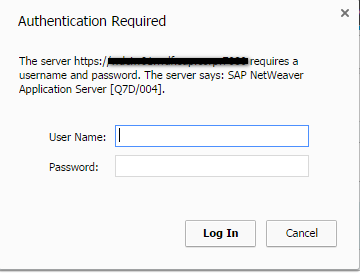 Authentication Required
The server https:// requires a
username and password. The server says: SAP NetWeaver
Application Server [Q7D/004].
User Name:
Password:
Log In
Cancel